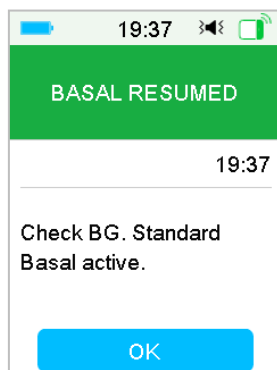 19:37
BASAL RESUMED
19:37
Check BG. Standard
Basal active.
OK